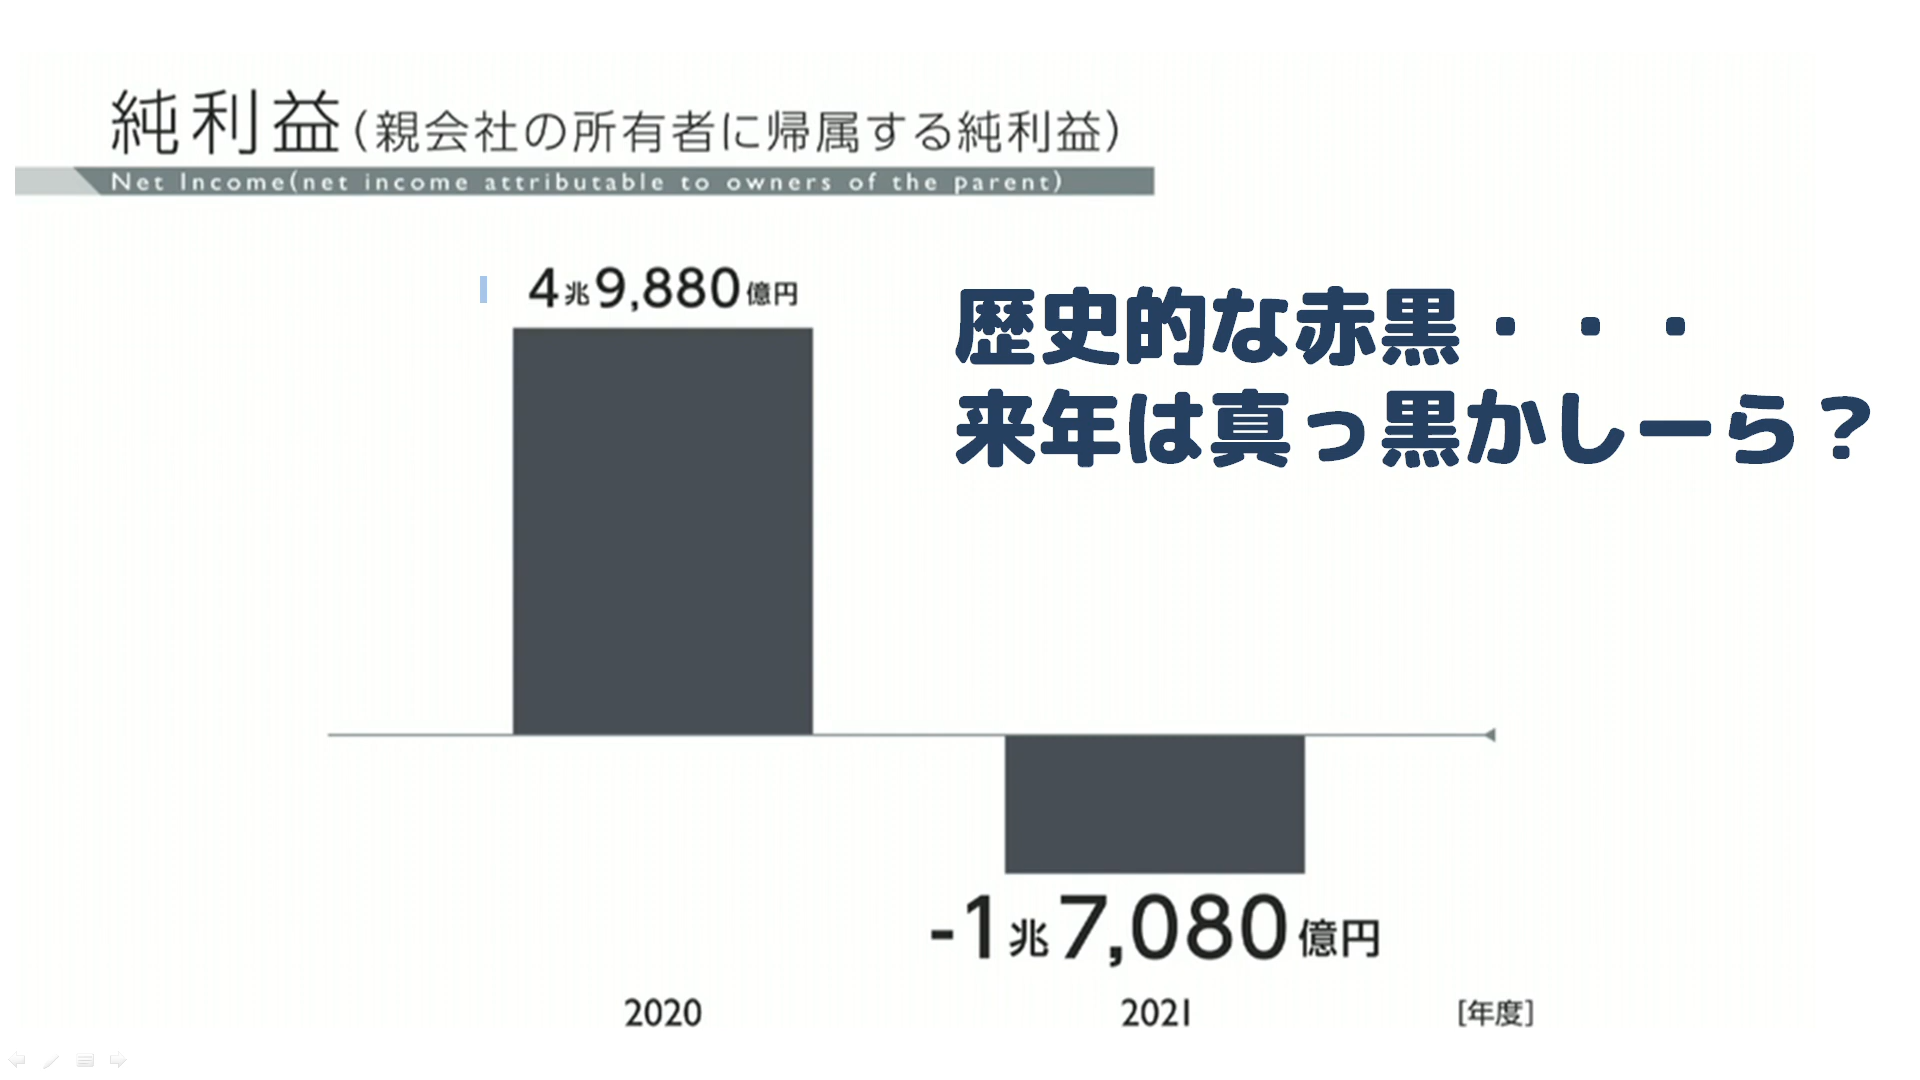 純利益（親会社の所有者に帰属する純利益）
Net Income(net income attributable to owners of the parent)
4兆9,880億円
歴史的な赤黒・・・
来年は真っ黒かしーら？
-1兆7,080億円
2020 2021 [年度]